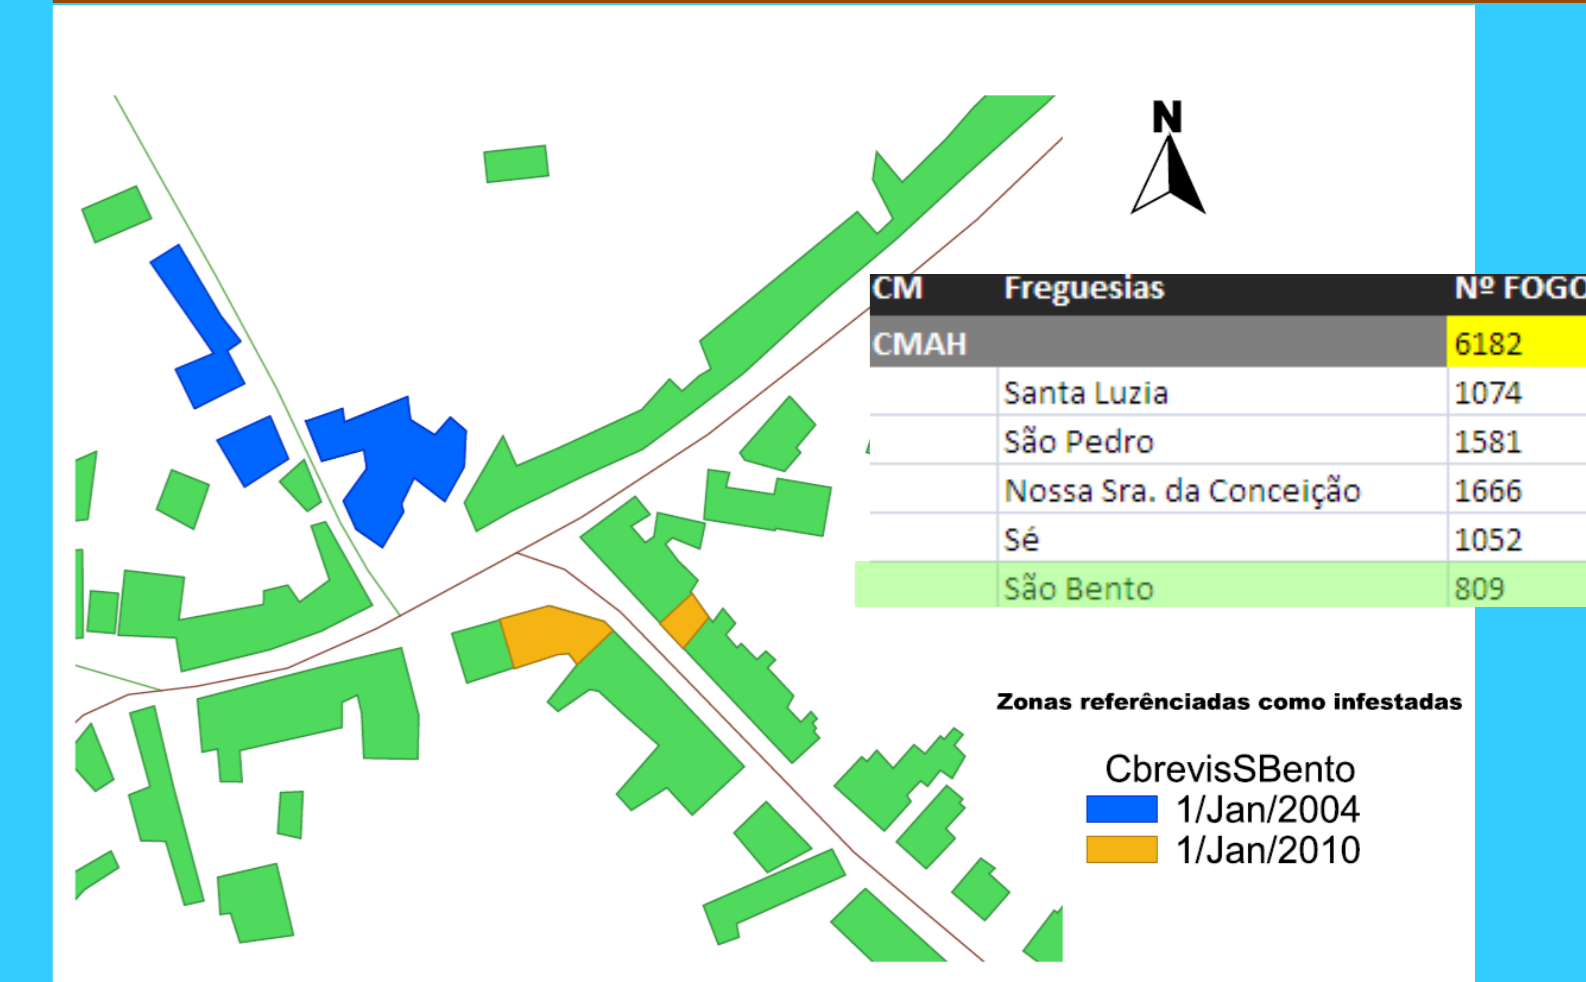 N
CM Freguesias Nº FOGO
CMAH 6182
Santa Luzia 1074
São Pedro 1581
Nossa Sra. da Conceição 1666
Sé 1052
São Bento 809
Zonas referênciadas como infestadas
CbrevisSBento
1/Jan/2004
1/Jan/2010